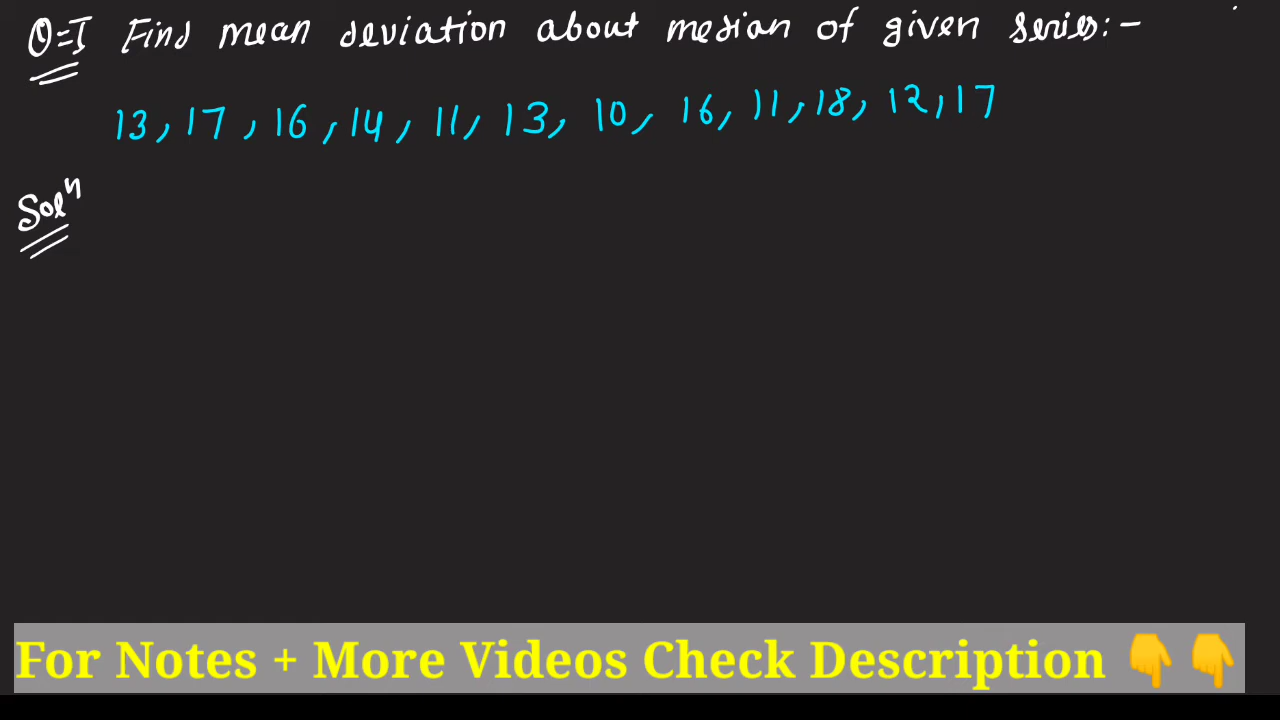 Q=I Find mean deviation about median of given series:-
13, 17, 16, 14, 11, 13, 10, 16, 11, 18, 12, 17
Solⁿ
For Notes + More Videos Check Description 👇👇